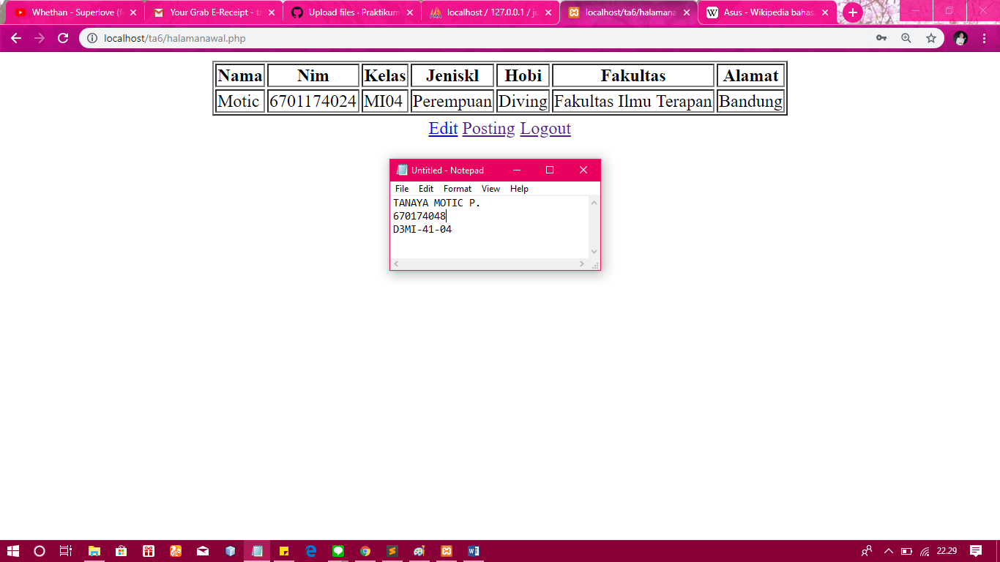 Whethan - Superlove (f
Your Grab E-Receipt - ta
Upload files · Praktikum
localhost / 127.0.0.1 / ju
localhost/ta6/halamana
Asus - Wikipedia bahas
localhost/ta6/halamanawal.php
Nama Nim Kelas Jeniskl Hobi Fakultas Alamat
Motic 6701174024 MI04 Perempuan Diving Fakultas Ilmu Terapan Bandung
Edit Posting Logout
Untitled - Notepad
File Edit Format View Help
TANAYA MOTIC P.
670174048
D3MI-41-04
22.29